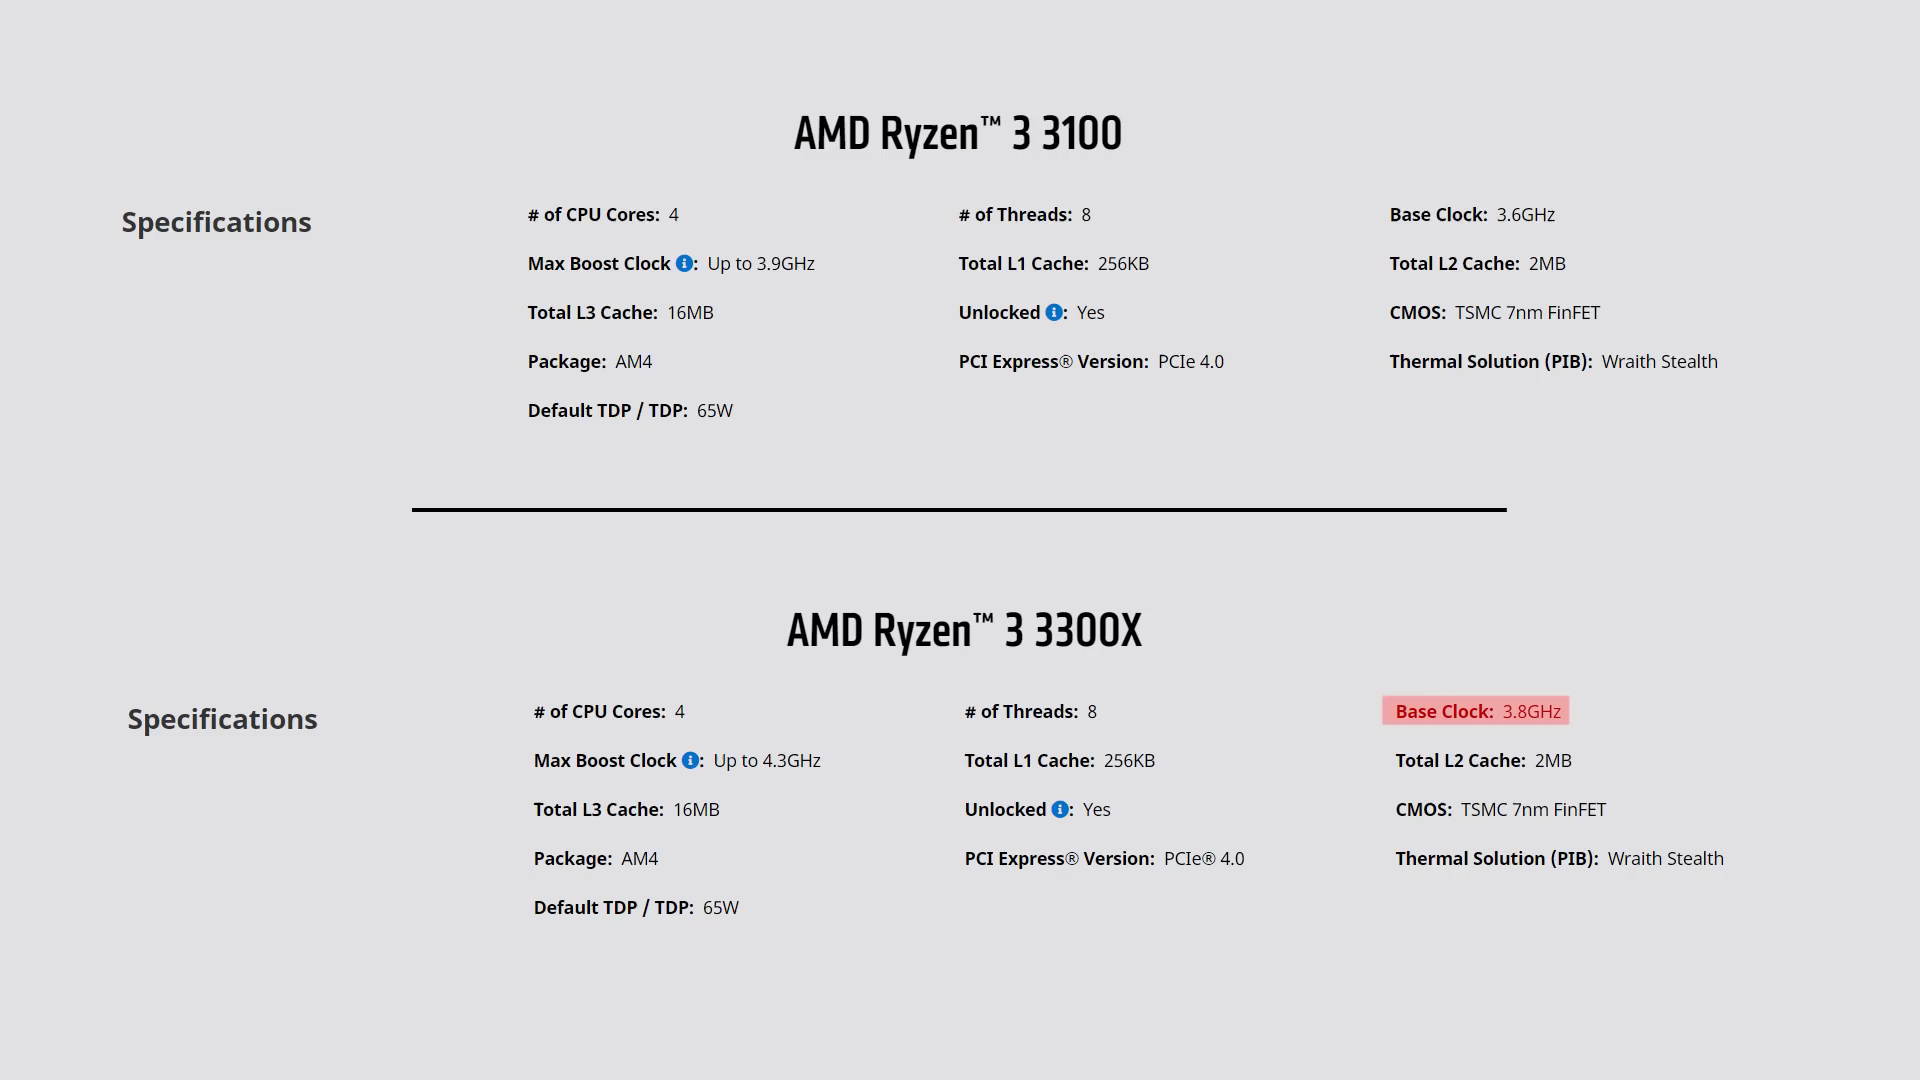 AMD Ryzen™ 3 3100
Specifications
# of CPU Cores: 4
# of Threads: 8
Base Clock: 3.6GHz
Max Boost Clock i: Up to 3.9GHz
Total L1 Cache: 256KB
Total L2 Cache: 2MB
Total L3 Cache: 16MB
Unlocked i: Yes
CMOS: TSMC 7nm FinFET
Package: AM4
PCI Express® Version: PCIe 4.0
Thermal Solution (PIB): Wraith Stealth
Default TDP / TDP: 65W
AMD Ryzen™ 3 3300X
Specifications
# of CPU Cores: 4
# of Threads: 8
Base Clock: 3.8GHz
Max Boost Clock i: Up to 4.3GHz
Total L1 Cache: 256KB
Total L2 Cache: 2MB
Total L3 Cache: 16MB
Unlocked i: Yes
CMOS: TSMC 7nm FinFET
Package: AM4
PCI Express® Version: PCIe® 4.0
Thermal Solution (PIB): Wraith Stealth
Default TDP / TDP: 65W